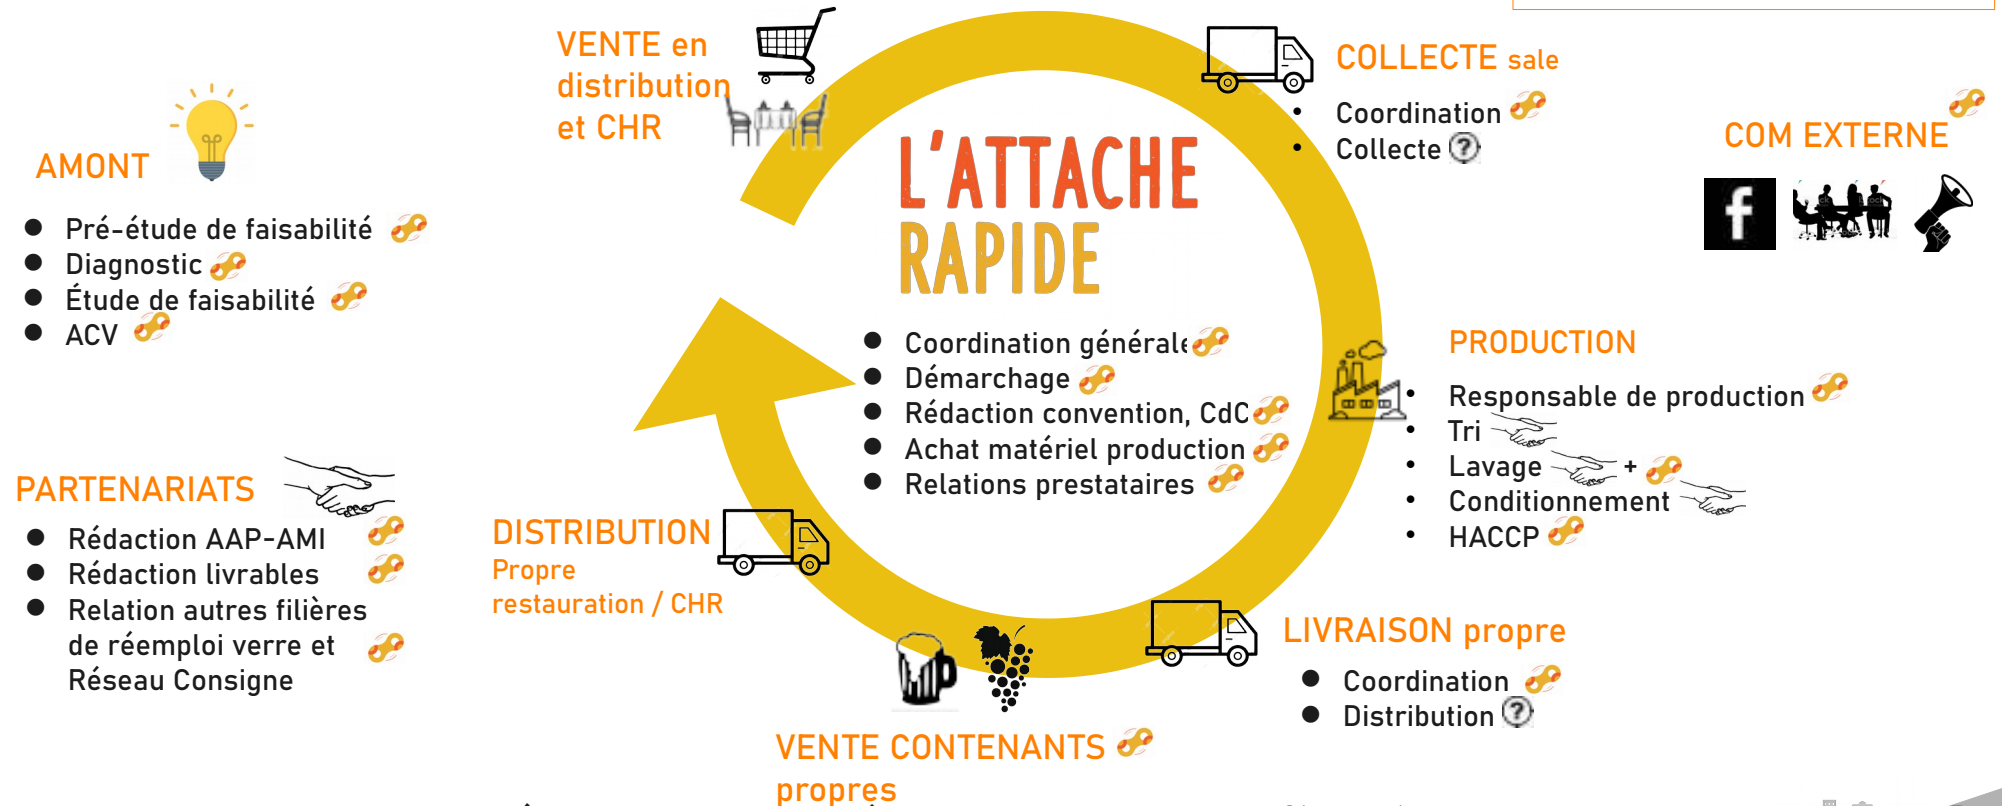 VENTE en
distribution
et CHR
COLLECTE sale
Coordination
Collecte ?
COM EXTERNE
f
AMONT
Pré-étude de faisabilité
Diagnostic
Étude de faisabilité
ACV
L'ATTACHE
RAPIDE
Coordination générale
Démarchage
Rédaction convention, CdC
Achat matériel production
Relations prestataires
PRODUCTION
Responsable de production
Tri
Lavage +
Conditionnement
HACCP
PARTENARIATS
Rédaction AAP-AMI
Rédaction livrables
Relation autres filières
de réemploi verre et
Réseau Consigne
DISTRIBUTION
Propre
restauration / CHR
LIVRAISON propre
Coordination
Distribution ?
VENTE CONTENANTS
propres